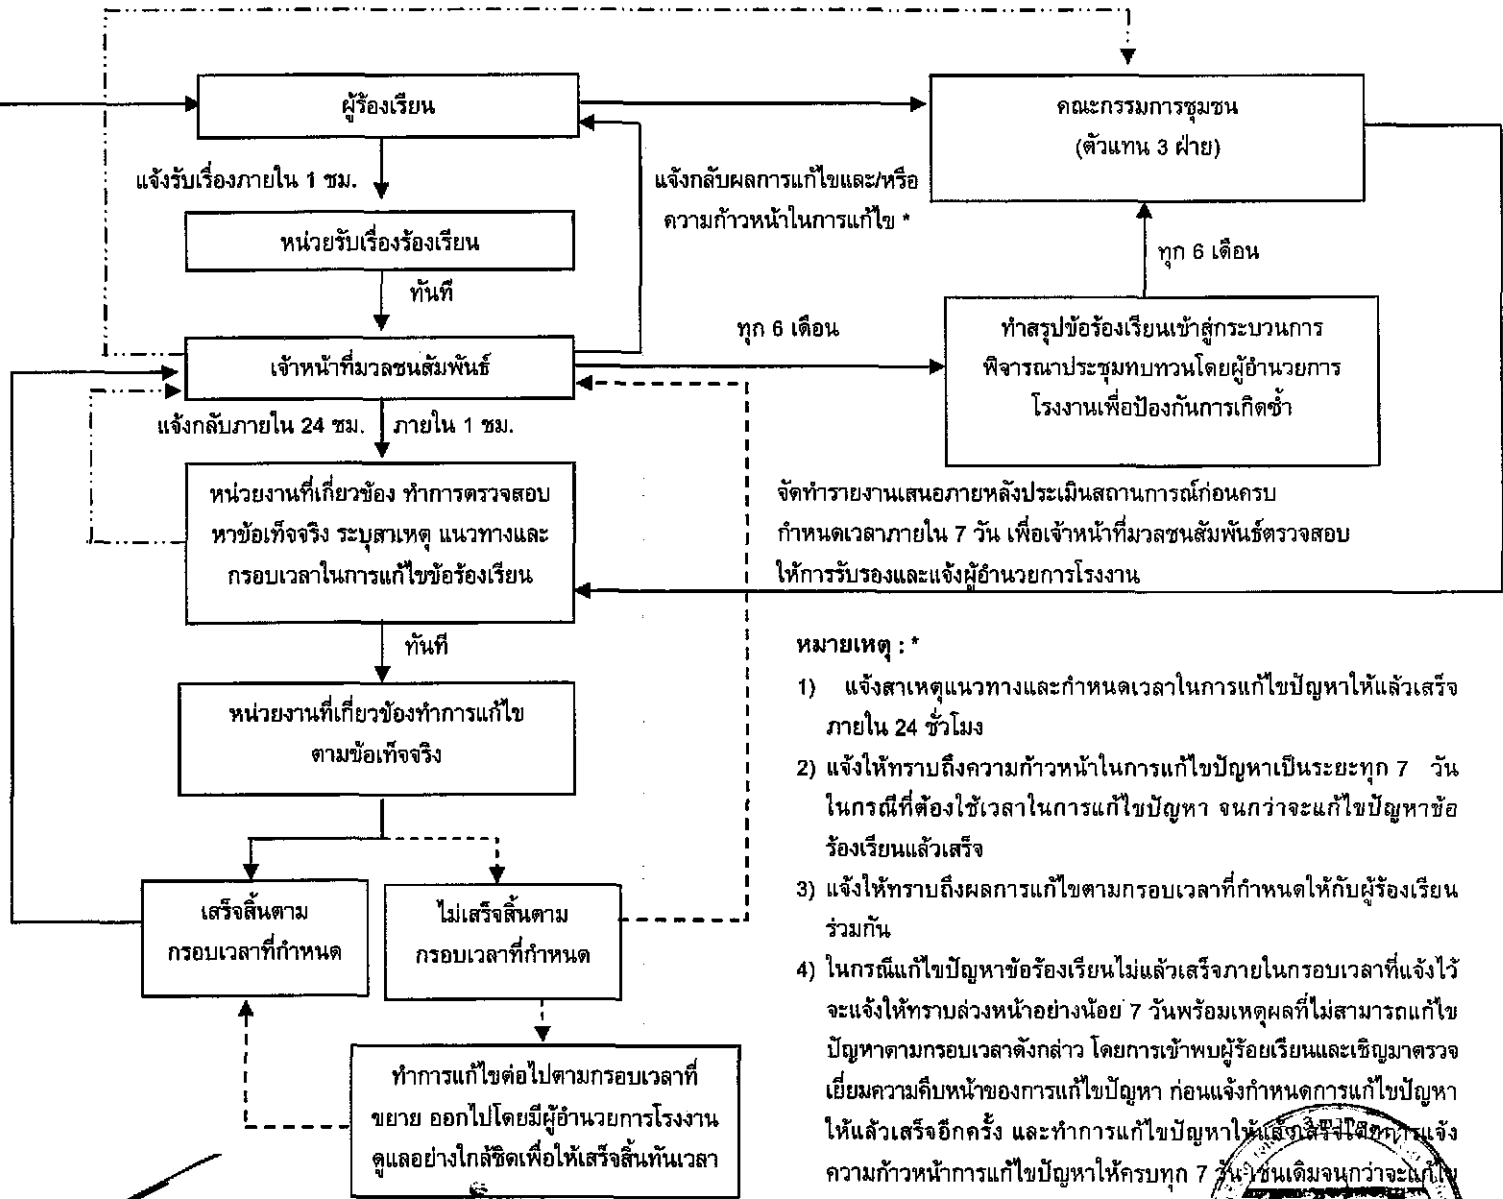 ผู้ร้องเรียน
คณะกรรมการชุมชน
(ตัวแทน 3 ฝ่าย)
แจ้งรับเรื่องภายใน 1 ชม.
แจ้งกลับผลการแก้ไขและ/หรือ
ความก้าวหน้าในการแก้ไข *
หน่วยรับเรื่องร้องเรียน
ทุก 6 เดือน
ทันที
เจ้าหน้าที่มวลชนสัมพันธ์
ทุก 6 เดือน
ทำสรุปข้อร้องเรียนเข้าสู่กระบวนการ
พิจารณาประชุมทบทวนโดยผู้อำนวยการ
โรงงานเพื่อป้องกันการเกิดซ้ำ
แจ้งกลับภายใน 24 ชม.
ภายใน 1 ชม.
หน่วยงานที่เกี่ยวข้อง ทำการตรวจสอบ
หาข้อเท็จจริง ระบุสาเหตุ แนวทางและ
กรอบเวลาในการแก้ไขข้อร้องเรียน
จัดทำรายงานเสนอภายหลังประเมินสถานการณ์ก่อนครบ
กำหนดเวลาภายใน 7 วัน เพื่อเจ้าหน้าที่มวลชนสัมพันธ์ตรวจสอบ
ให้การรับรองและแจ้งผู้อำนวยการโรงงาน
ทันที
หน่วยงานที่เกี่ยวข้องทำการแก้ไข
ตามข้อเท็จจริง
เสร็จสิ้นตาม
กรอบเวลาที่กำหนด
ไม่เสร็จสิ้นตาม
กรอบเวลาที่กำหนด
ทำการแก้ไขต่อไปตามกรอบเวลาที่
ขยาย ออกไปโดยมีผู้อำนวยการโรงงาน
ดูแลอย่างใกล้ชิดเพื่อให้เสร็จสิ้นทันเวลา
หมายเหตุ : *
1) แจ้งสาเหตุแนวทางและกำหนดเวลาในการแก้ไขปัญหาให้แล้วเสร็จ
ภายใน 24 ชั่วโมง
2) แจ้งให้ทราบถึงความก้าวหน้าในการแก้ไขปัญหาเป็นระยะทุก 7 วัน
ในกรณีที่ต้องใช้เวลาในการแก้ไขปัญหา จนกว่าจะแก้ไขปัญหาข้อ
ร้องเรียนแล้วเสร็จ
3) แจ้งให้ทราบถึงผลการแก้ไขตามกรอบเวลาที่กำหนดให้กับผู้ร้องเรียน
ร่วมกัน
4) ในกรณีแก้ไขปัญหาข้อร้องเรียนไม่แล้วเสร็จภายในกรอบเวลาที่แจ้งไว้
จะแจ้งให้ทราบล่วงหน้าอย่างน้อย 7 วันพร้อมเหตุผลที่ไม่สามารถแก้ไข
ปัญหาตามกรอบเวลาดังกล่าว โดยการเข้าพบผู้ร้อยเรียนและเชิญมาตรวจ
เยี่ยมความคืบหน้าของการแก้ไขปัญหา ก่อนแจ้งกำหนดการแก้ไขปัญหา
ให้แล้วเสร็จอีกครั้ง และทำการแก้ไขปัญหาให้แล้วเสร็จโดยการแจ้ง
ความก้าวหน้าการแก้ไขปัญหาให้ครบทุก 7 วันเช่นเดิมจนกว่าจะแก้ไข